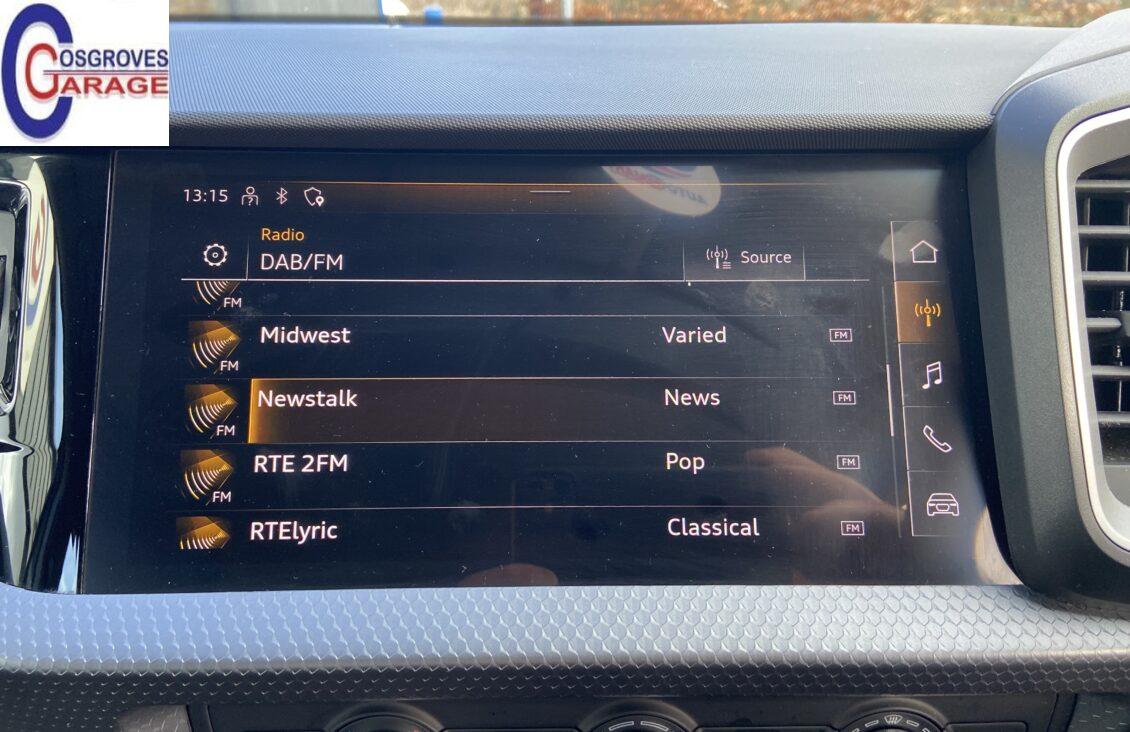 COSGROVES
GARAGE
13:15
Radio
DAB/FM
Source
FM
Midwest Varied FM
FM
Newstalk News FM
FM
RTE 2FM Pop FM
FM
RTElyric Classical FM